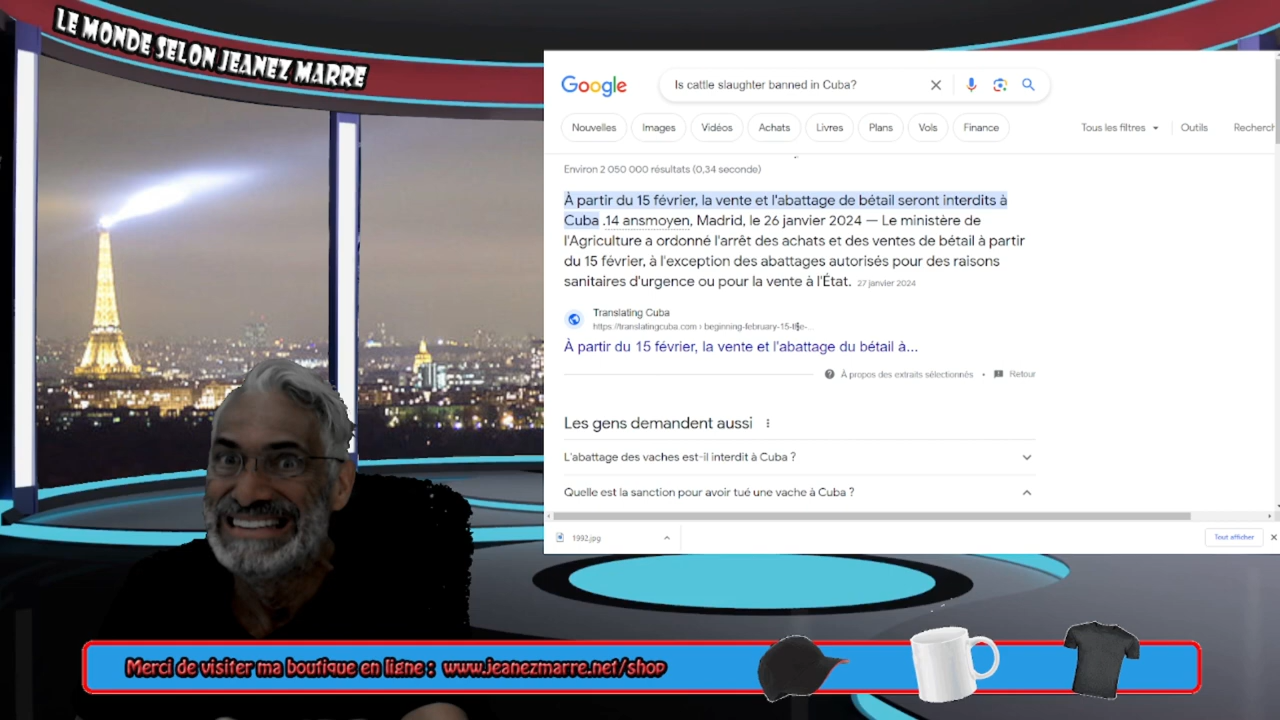 LE MONDE SELON JEANEZ MARRE
Google
Is cattle slaughter banned in Cuba?
Nouvelles
Images
Vidéos
Achats
Livres
Plans
Vols
Finance
Tous les filtres
Outils
Environ 2 050 000 résultats (0,34 seconde)
À partir du 15 février, la vente et l'abattage de bétail seront interdits à
Cuba .14 ansmoyen, Madrid, le 26 janvier 2024 — Le ministère de
l'Agriculture a ordonné l'arrêt des achats et des ventes de bétail à partir
du 15 février, à l'exception des abattages autorisés pour des raisons
sanitaires d'urgence ou pour la vente à l'État. 27 janvier 2024
Translating Cuba
À partir du 15 février, la vente et l'abattage du bétail à...
À propos des extraits sélectionnés • Retour
Les gens demandent aussi
L'abattage des vaches est-il interdit à Cuba ?
Quelle est la sanction pour avoir tué une vache à Cuba ?
1992.jpg
Tout afficher
Merci de visiter ma boutique en ligne : www.jeanezmarre.net/shop